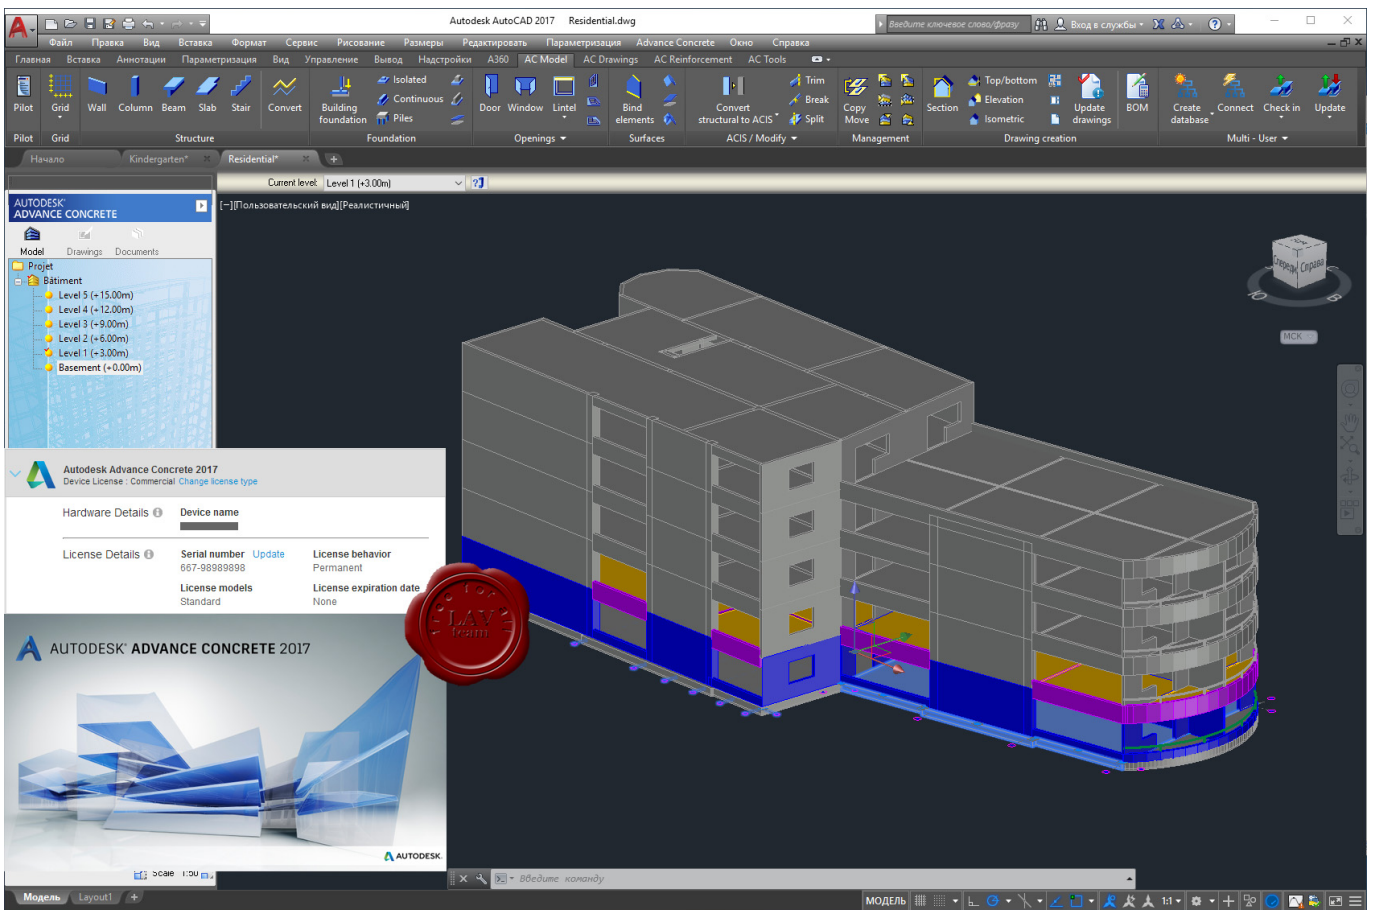 Autodesk AutoCAD 2017 Residential.dwg
Введите ключевое слово/фразу
Вход в службы
Файл Правка Вид Вставка Формат Сервис Рисование Размеры Редактировать Параметризация Advance Concrete Окно Справка
Главная Вставка Аннотации Параметризация Вид Управление Вывод Надстройки A360 AC Model AC Drawings AC Reinforcement AC Tools
Isolated
Trim
Top/bottom
Continuous
Break
Elevation
Pilot Grid Wall Column Beam Slab Stair Convert Building foundation Piles Door Window Lintel Bind elements Convert structural to ACIS Split Copy Move Section Isometric Update drawings BOM Create database Connect Check in Update
Pilot Grid Structure Foundation Openings Surfaces ACIS / Modify Management Drawing creation Multi - User
Начало Kindergarten* Residential*
Current level: Level 1 (+3.00m)
AUTODESK'
ADVANCE CONCRETE
[−][Пользовательский вид][Реалистичный]
Model Drawings Documents
Projet
Bâtiment
Level 5 (+15.00m)
Level 4 (+12.00m)
Level 3 (+9.00m)
Level 2 (+6.00m)
Level 1 (+3.00m)
Basement (+0.00m)
Спереди Справа
Ю В
МСК
Autodesk Advance Concrete 2017
Device License : Commercial Change license type
Hardware Details Device name
License Details Serial number Update License behavior
667-98989898 Permanent
License models License expiration date
Standard None
LAV
team
AUTODESK' ADVANCE CONCRETE 2017
AUTODESK.
Scale 1:50
Введите команду
Модель Layout1
МОДЕЛЬ 1:1